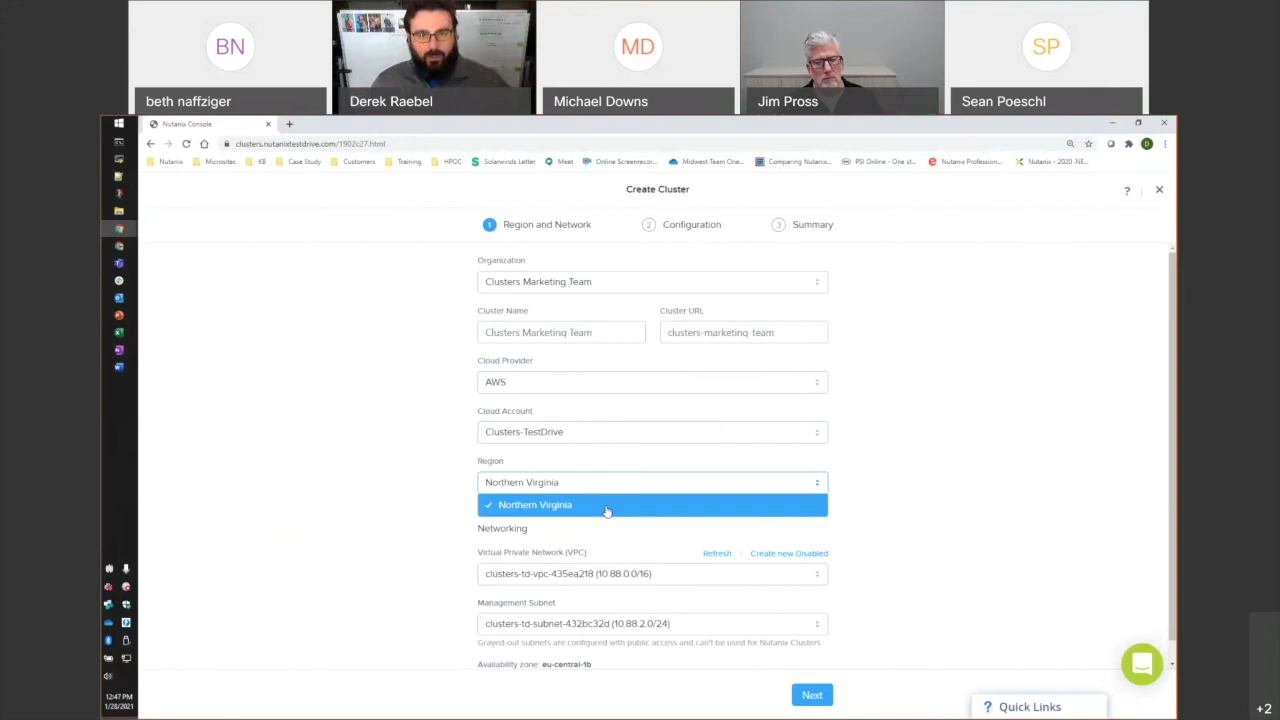 BN
MD
SP
beth naffziger
Derek Raebel
Michael Downs
Jim Pross
Sean Poeschl
Nutanix Console
clusters.nutanixtestdrive.com/1902c27.html
Nutanix
Microsites
KB
Case Study
Customers
Training
HPOC
Solarwinds Letter
Meet
Online Screenrecor...
Midwest Team One...
Comparing Nutanix...
PSI Online - One st...
Nutanix Profession...
Nutanix - 2020 .NE...
Create Cluster
?
1 Region and Network
2 Configuration
3 Summary
Organization
Clusters Marketing Team
Cluster Name
Cluster URL
Clusters Marketing Team
clusters-marketing-team
Cloud Provider
AWS
Cloud Account
Clusters-TestDrive
Region
Northern Virginia
Northern Virginia
Networking
Virtual Private Network (VPC)
Refresh
Create new Disabled
clusters-td-vpc-435ea218 (10.88.0.0/16)
Management Subnet
clusters-td-subnet-432bc32d (10.88.2.0/24)
Grayed-out subnets are configured with public access and can't be used for Nutanix Clusters
Availability zone: eu-central-1b
Next
? Quick Links
12:47 PM
1/28/2021
+2